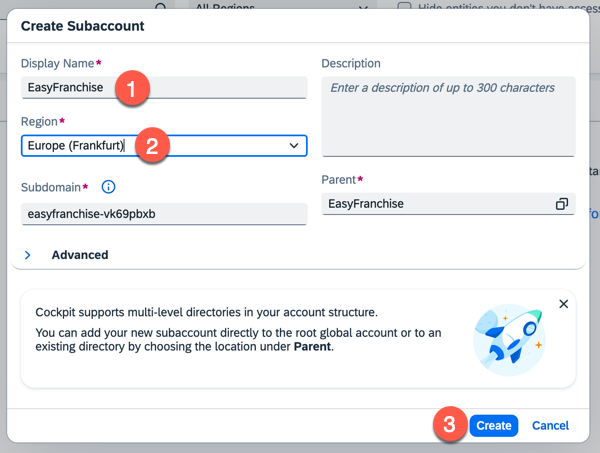 All Regions
Hide entities you don't have access
Create Subaccount
Display Name*
EasyFranchise
1
Description
Enter a description of up to 300 characters
Region*
Europe (Frankfurt)
2
Subdomain*
easyfranchise-vk69pbxb
Parent*
EasyFranchise
Advanced
Cockpit supports multi-level directories in your account structure.
You can add your new subaccount directly to the root global account or to an
existing directory by choosing the location under Parent.
3
Create
Cancel